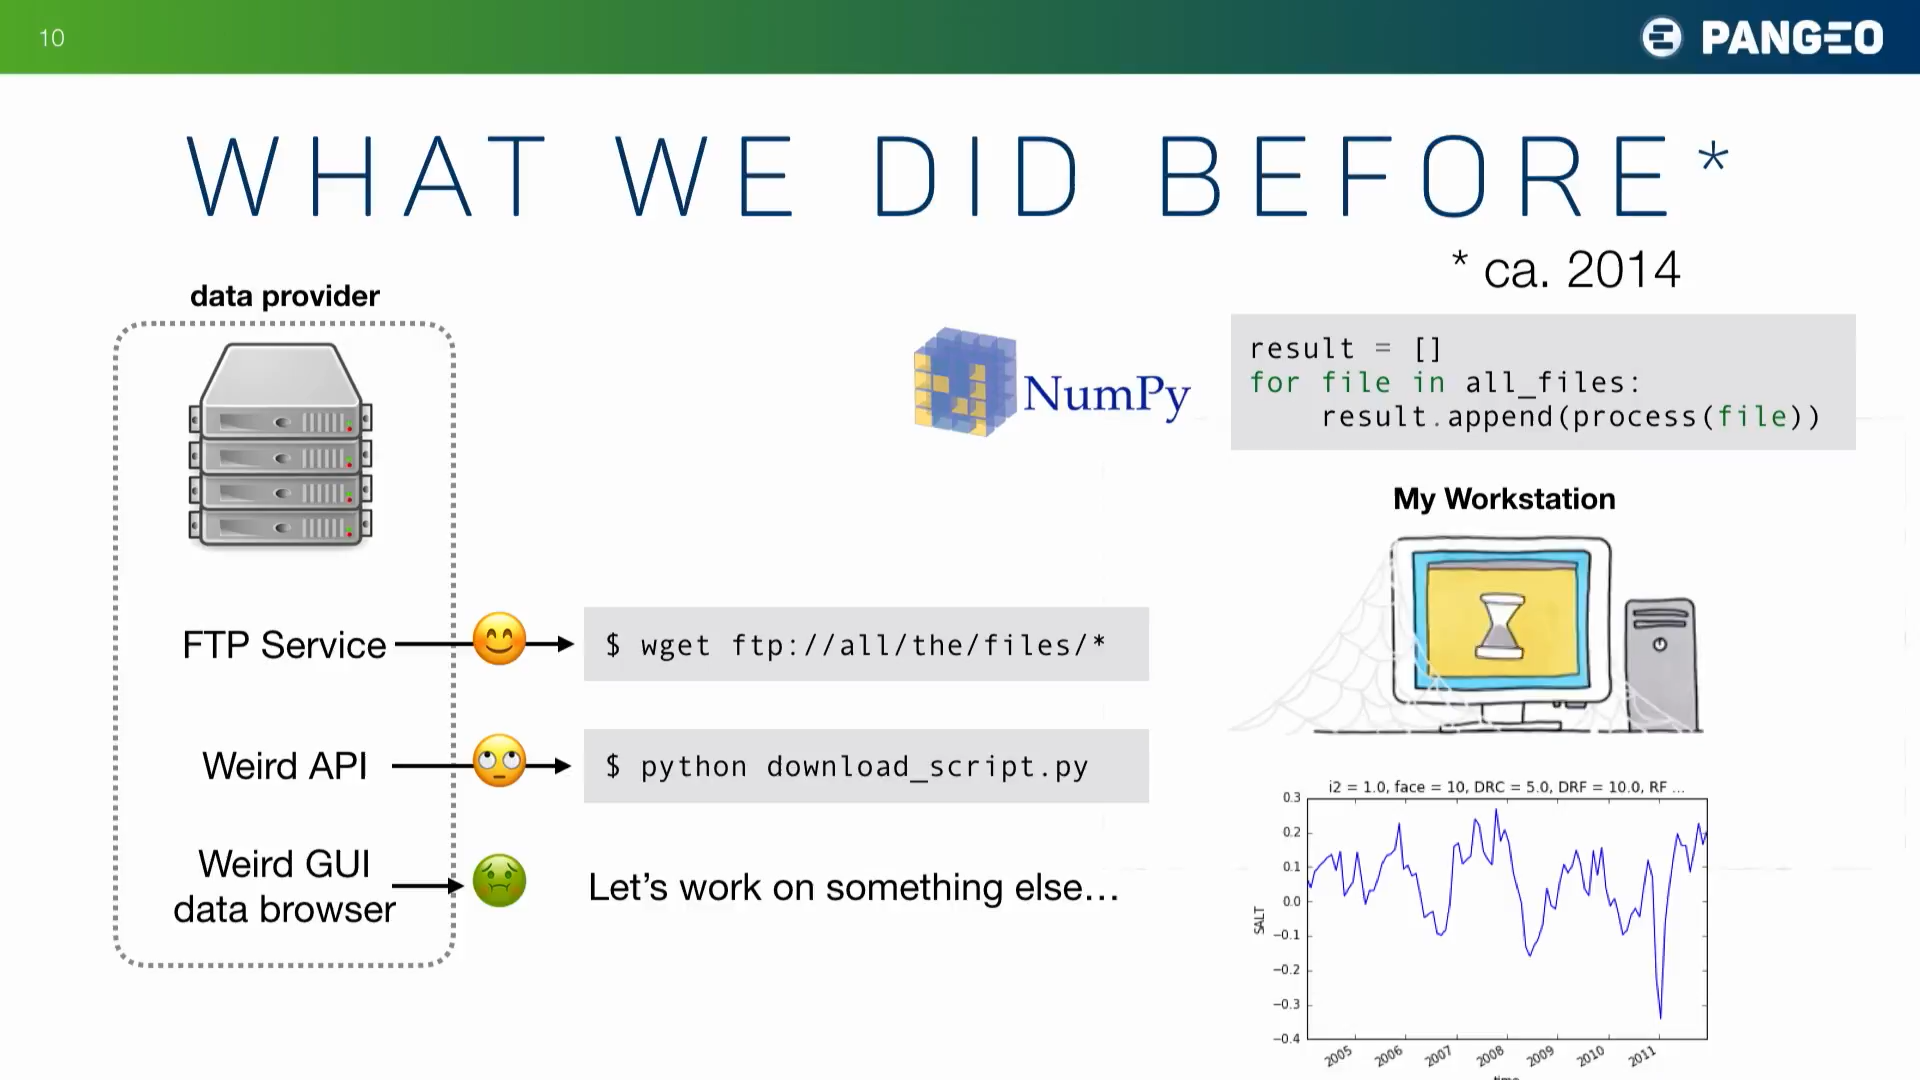 10
PANGEO
WHAT WE DID BEFORE*
* ca. 2014
data provider
FTP Service
$ wget ftp://all/the/files/*
Weird API
$ python download_script.py
Weird GUI
data browser
Let's work on something else…
NumPy
result = []
for file in all_files:
    result.append(process(file))
My Workstation
i2 = 1.0, face = 10, DRC = 5.0, DRF = 10.0, RF ...
0.3
0.2
0.1
0.0
−0.1
−0.2
−0.3
−0.4
SALT
2005 2006 2007 2008 2009 2010 2011